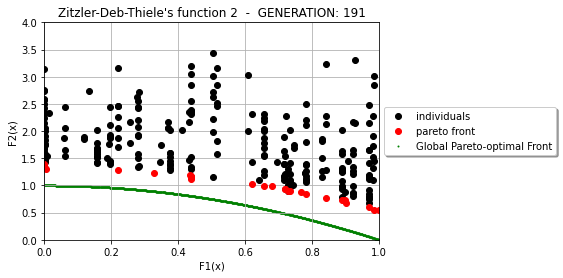 Zitzler-Deb-Thiele's function 2  -  GENERATION: 191
4.0
3.5
3.0
2.5
2.0
1.5
1.0
0.5
0.0
F2(x)
0.0 0.2 0.4 0.6 0.8 1.0
F1(x)
individuals
pareto front
Global Pareto-optimal Front